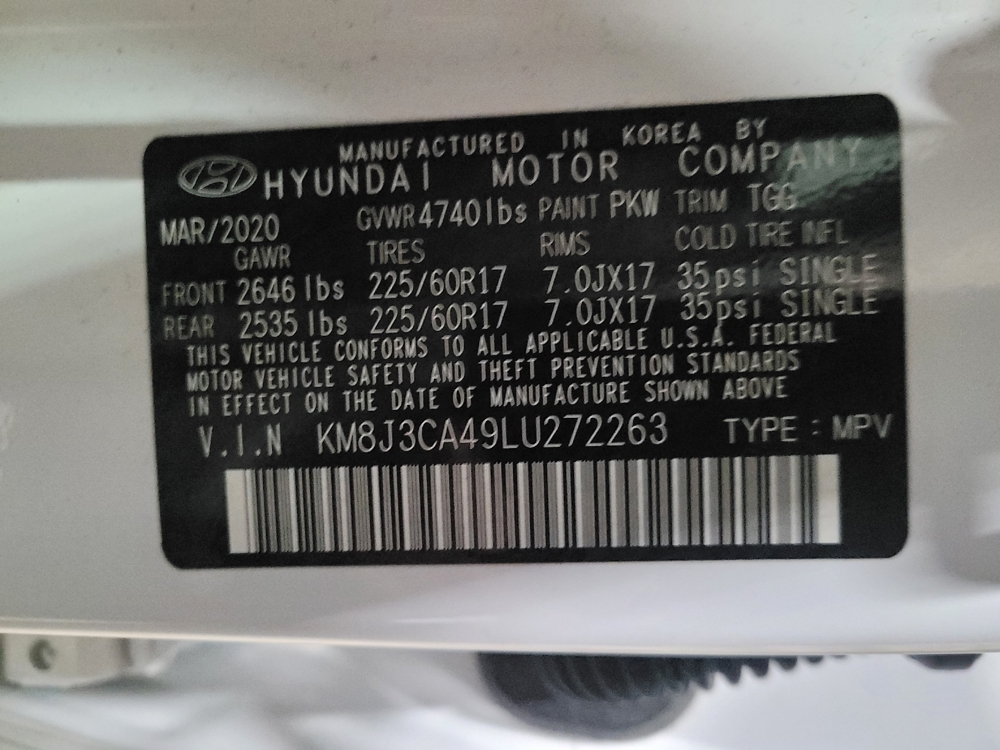 MANUFACTURED IN KOREA BY
HYUNDAI MOTOR COMPANY
MAR/2020 GVWR 4740lbs PAINT PKW TRIM TGG
GAWR TIRES RIMS COLD TIRE INFL
FRONT 2646 lbs 225/60R17 7.0JX17 35psi SINGLE
REAR 2535 lbs 225/60R17 7.0JX17 35psi SINGLE
THIS VEHICLE CONFORMS TO ALL APPLICABLE U.S.A. FEDERAL
MOTOR VEHICLE SAFETY AND THEFT PREVENTION STANDARDS
IN EFFECT ON THE DATE OF MANUFACTURE SHOWN ABOVE
V.I.N KM8J3CA49LU272263 TYPE : MPV